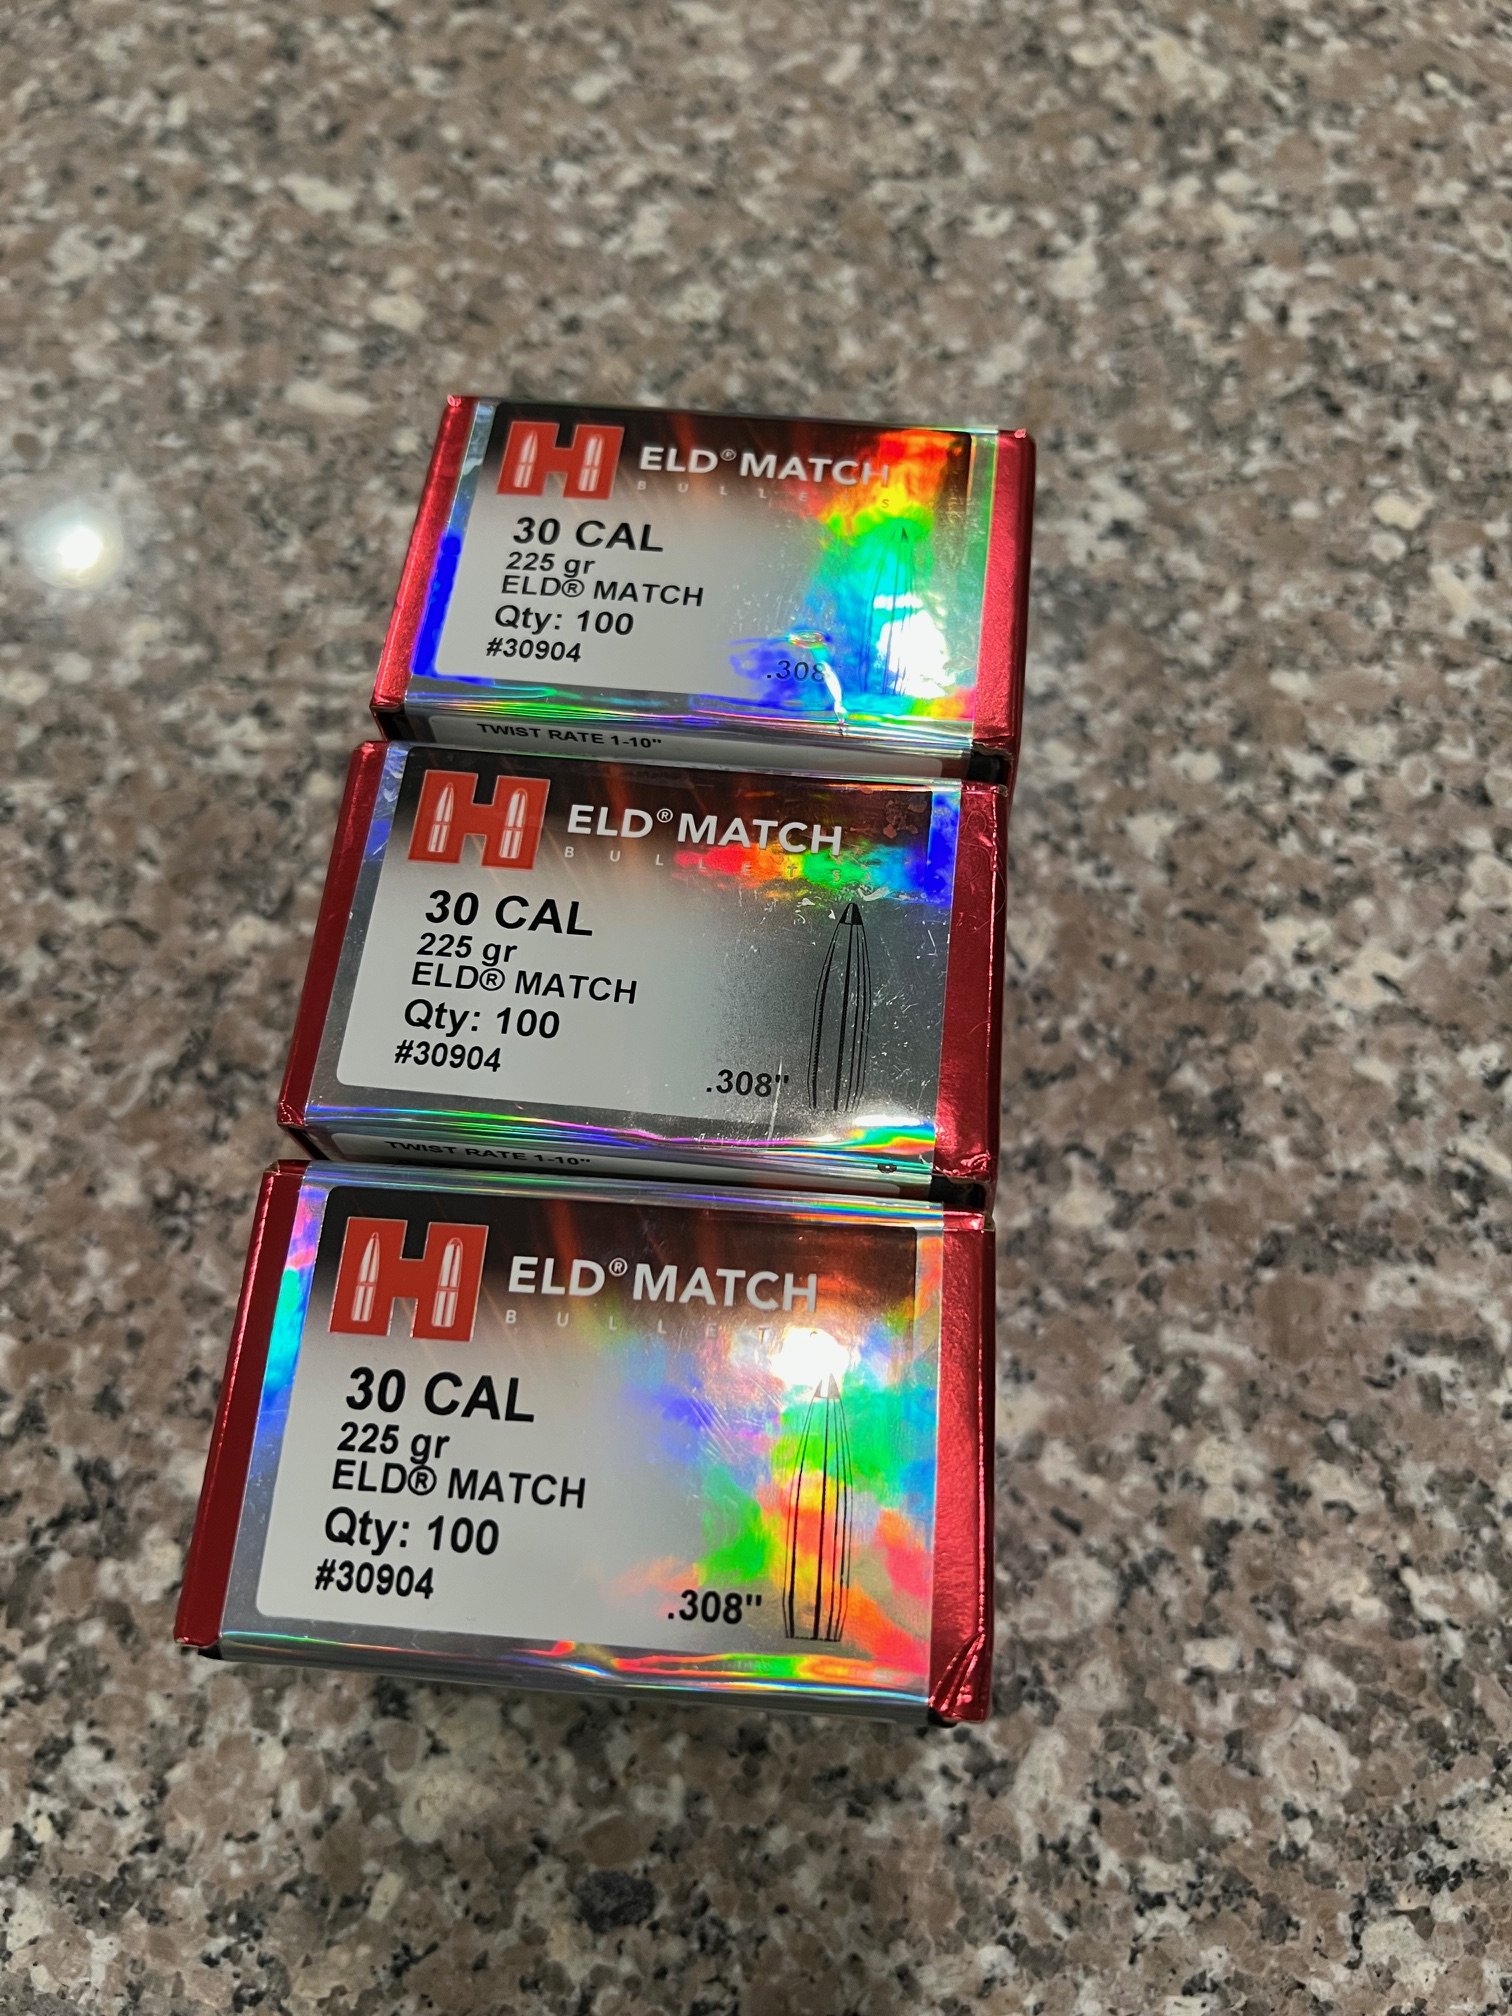 ELD® MATCH
BULLETS
30 CAL
225 gr
ELD® MATCH
Qty: 100
#30904
.308
TWIST RATE 1-10"
ELD® MATCH
BULLETS
30 CAL
225 gr
ELD® MATCH
Qty: 100
#30904
.308"
TWIST RATE 1-10"
ELD® MATCH
BULLET
30 CAL
225 gr
ELD® MATCH
Qty: 100
#30904
.308"